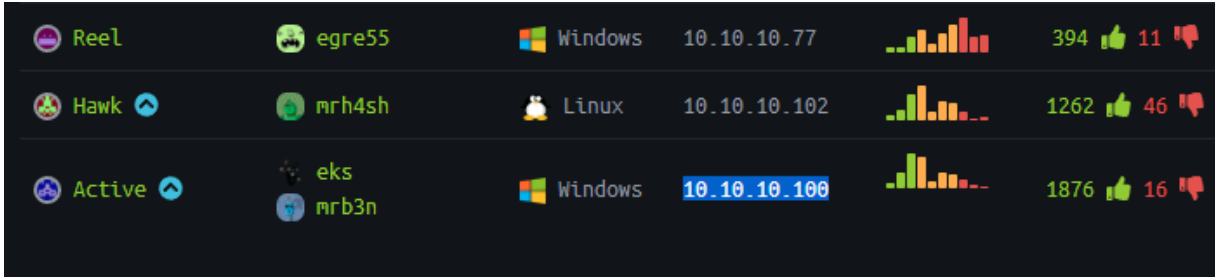 Reel egre55 Windows 10.10.10.77 394 11
Hawk mrh4sh Linux 10.10.10.102 1262 46
Active eks mrb3n Windows 10.10.10.100 1876 16